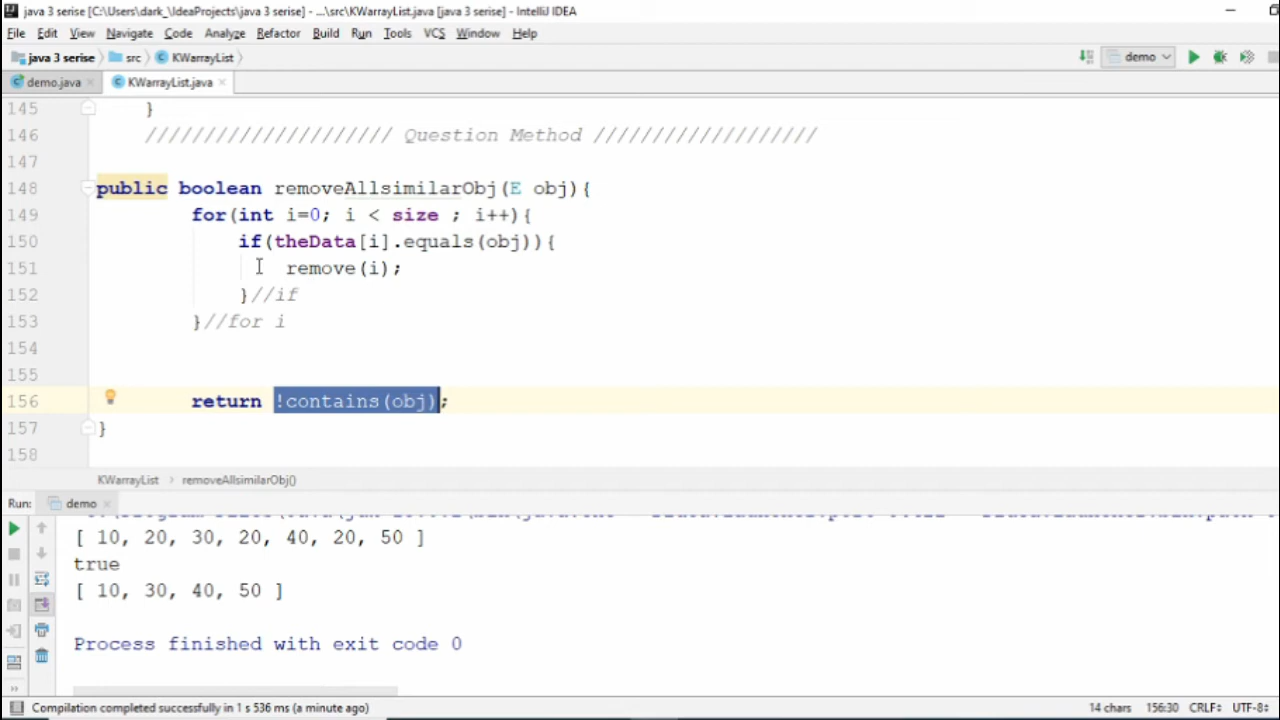 java 3 serise [C:\Users\dark_\IdeaProjects\java 3 serise] - ...\src\KWarrayList.java [java 3 serise] - IntelliJ IDEA
File Edit View Navigate Code Analyze Refactor Build Run Tools VCS Window Help
java 3 serise src KWarrayList demo
demo.java KWarrayList.java
145 }
146 ///////////////////// Question Method ///////////////////
147
148 public boolean removeAllsimilarObj(E obj){
149 for(int i=0; i < size ; i++){
150 if(theData[i].equals(obj)){
151 remove(i);
152 }//if
153 }//for i
154
155
156 return !contains(obj);
157 }
158
KWarrayList removeAllsimilarObj()
Run: demo
[ 10, 20, 30, 20, 40, 20, 50 ]
true
[ 10, 30, 40, 50 ]
Process finished with exit code 0
Compilation completed successfully in 1 s 536 ms (a minute ago) 14 chars 156:30 CRLF UTF-8